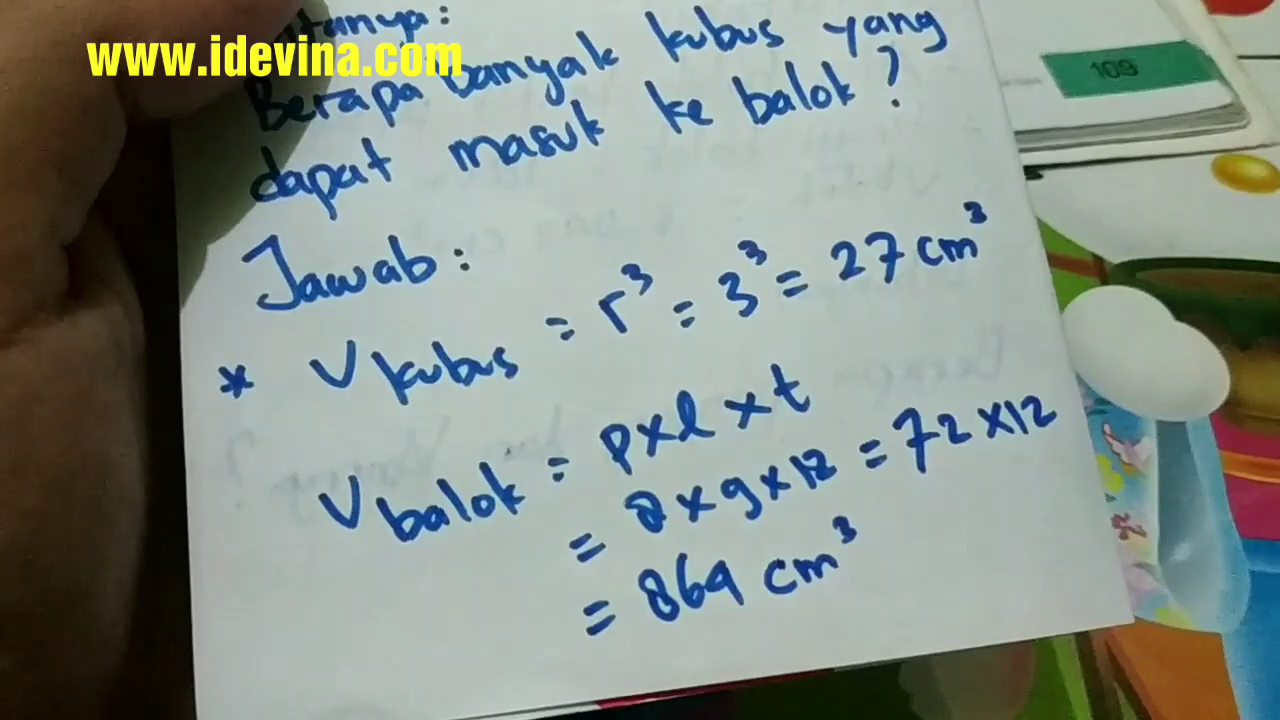 www.idevina.com
Berapa banyak kubus yang
dapat masuk ke balok?
109
Jawab:
* V kubus = r³ = 3³ = 27 cm³
V balok = p x l x t
= 8 x 9 x 12 = 72 x 12
= 864 cm³